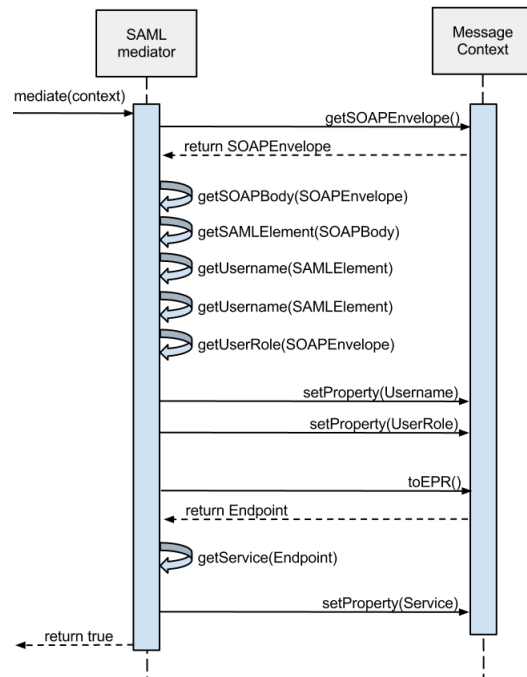 SAML
mediator
Message
Context
mediate(context)
getSOAPEnvelope()
return SOAPEnvelope
getSOAPBody(SOAPEnvelope)
getSAMLElement(SOAPBody)
getUsername(SAMLElement)
getUsername(SAMLElement)
getUserRole(SOAPEnvelope)
setProperty(Username)
setProperty(UserRole)
toEPR()
return Endpoint
getService(Endpoint)
setProperty(Service)
return true